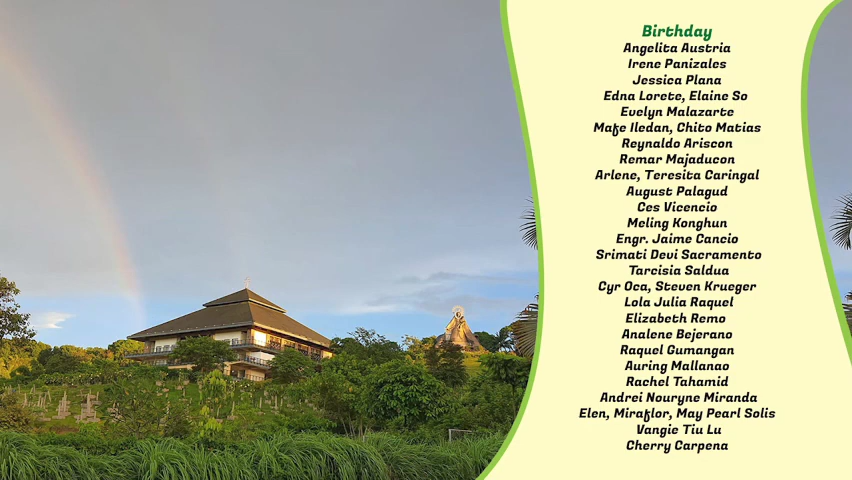 Birthday
Angelita Austria
Irene Panizales
Jessica Plana
Edna Lorete, Elaine So
Evelyn Malazarte
Mafe Iledan, Chito Matias
Reynaldo Ariscon
Remar Majaducon
Arlene, Teresita Caringal
August Palagud
Ces Vicencio
Meling Konghun
Engr. Jaime Cancio
Srimati Devi Sacramento
Tarcisia Saldua
Cyr Oca, Steven Krueger
Lola Julia Raquel
Elizabeth Remo
Analene Bejerano
Raquel Gumangan
Auring Mallanao
Rachel Tahamid
Andrei Nouryne Miranda
Elen, Miraflor, May Pearl Solis
Vangie Tiu Lu
Cherry Carpena